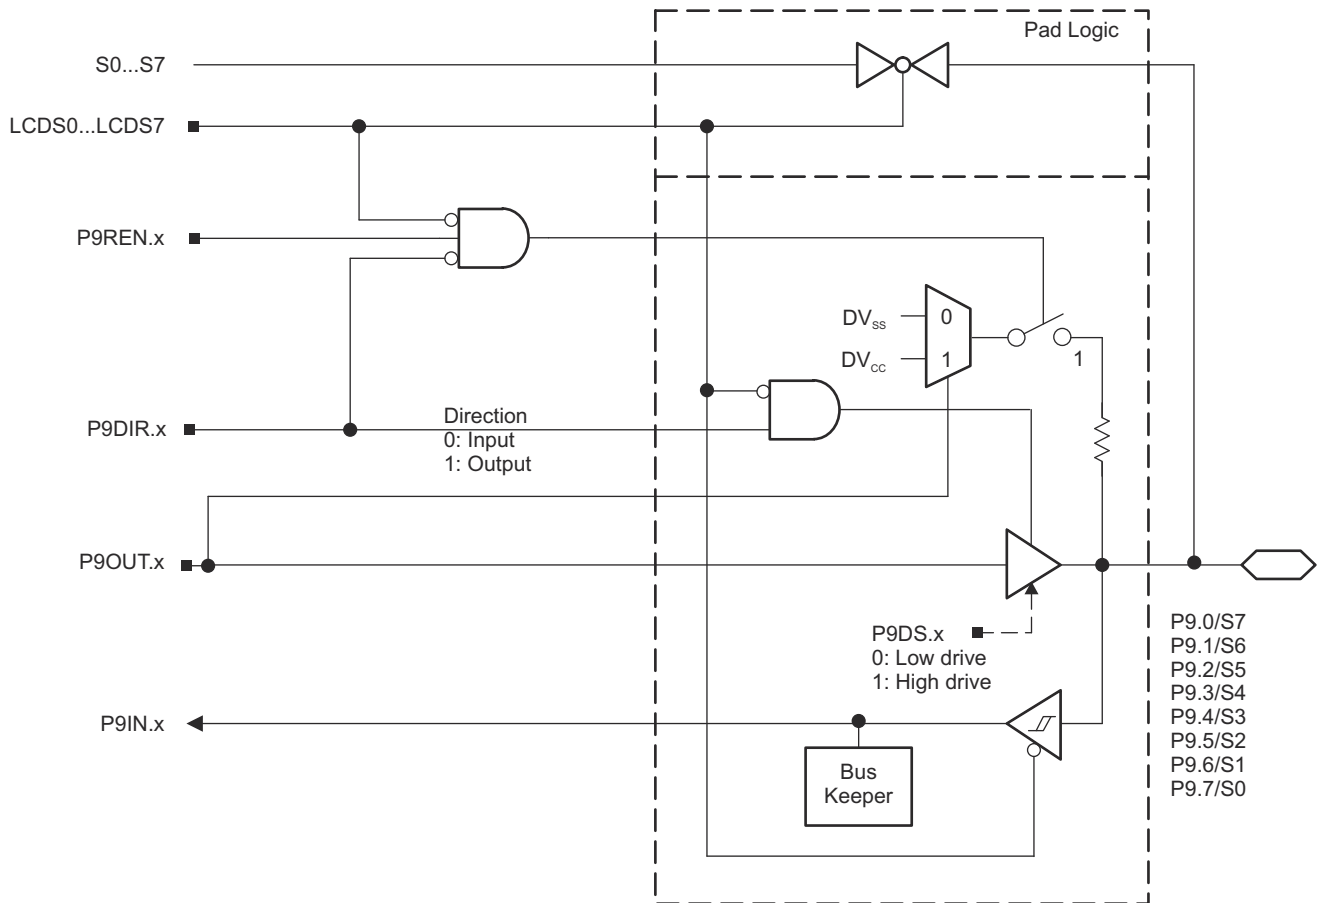 Pad Logic
S0...S7
LCDS0...LCDS7
P9REN.x
DVSS
0
DVCC
1
1
P9DIR.x
Direction
0: Input
1: Output
P9OUT.x
P9DS.x
0: Low drive
1: High drive
P9.0/S7
P9.1/S6
P9.2/S5
P9.3/S4
P9.4/S3
P9.5/S2
P9.6/S1
P9.7/S0
P9IN.x
Bus
Keeper